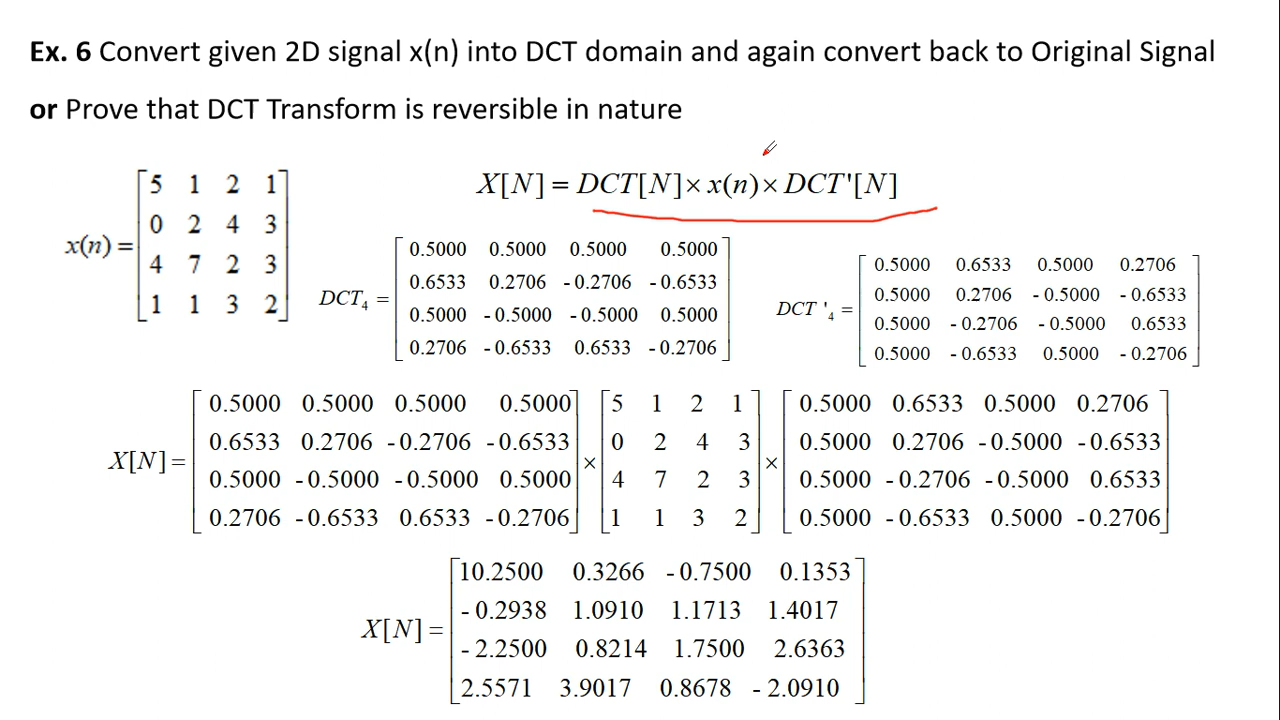 Ex. 6 Convert given 2D signal x(n) into DCT domain and again convert back to Original Signal
or Prove that DCT Transform is reversible in nature
X[N] = DCT[N]× x(n)× DCT'[N]
x(n) =
5 1 2 1
0 2 4 3
4 7 2 3
1 1 3 2
DCT₄ =
0.5000 0.5000 0.5000 0.5000
0.6533 0.2706 - 0.2706 - 0.6533
0.5000 - 0.5000 - 0.5000 0.5000
0.2706 - 0.6533 0.6533 - 0.2706
DCT '₄ =
0.5000 0.6533 0.5000 0.2706
0.5000 0.2706 - 0.5000 - 0.6533
0.5000 - 0.2706 - 0.5000 0.6533
0.5000 - 0.6533 0.5000 - 0.2706
X[N] =
0.5000 0.5000 0.5000 0.5000
0.6533 0.2706 - 0.2706 - 0.6533
0.5000 - 0.5000 - 0.5000 0.5000
0.2706 - 0.6533 0.6533 - 0.2706
×
5 1 2 1
0 2 4 3
4 7 2 3
1 1 3 2
×
0.5000 0.6533 0.5000 0.2706
0.5000 0.2706 - 0.5000 - 0.6533
0.5000 - 0.2706 - 0.5000 0.6533
0.5000 - 0.6533 0.5000 - 0.2706
X[N] =
10.2500 0.3266 - 0.7500 0.1353
- 0.2938 1.0910 1.1713 1.4017
- 2.2500 0.8214 1.7500 2.6363
2.5571 3.9017 0.8678 - 2.0910